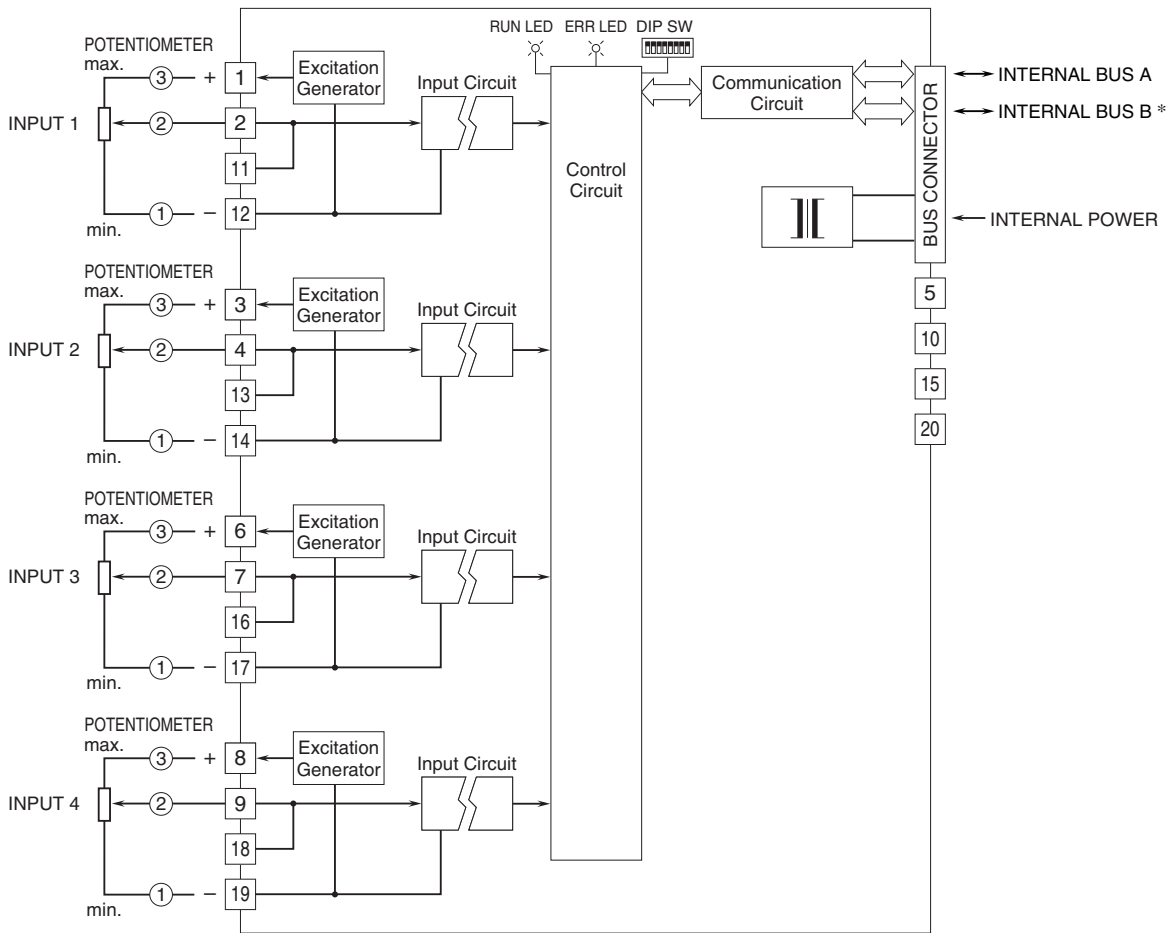 RUN LED ERR LED DIP SW
POTENTIOMETER
max.
3 + 1
Excitation
Generator
Input Circuit
INPUT 1
2 2
11
1 − 12
min.
Communication
Circuit
BUS CONNECTOR
INTERNAL BUS A
INTERNAL BUS B *
INTERNAL POWER
Control
Circuit
POTENTIOMETER
max.
3 + 3
Excitation
Generator
Input Circuit
INPUT 2
2 4
13
1 − 14
min.
5
10
15
20
POTENTIOMETER
max.
3 + 6
Excitation
Generator
Input Circuit
INPUT 3
2 7
16
1 − 17
min.
POTENTIOMETER
max.
3 + 8
Excitation
Generator
Input Circuit
INPUT 4
2 9
18
1 − 19
min.